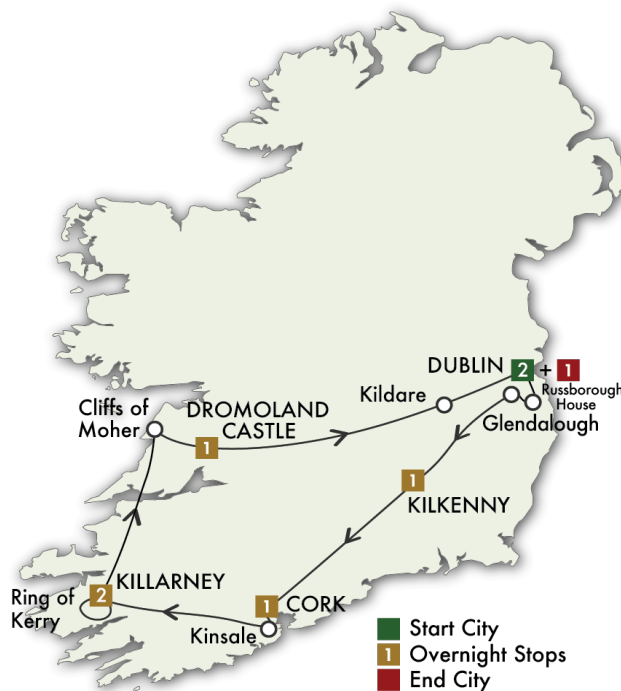 DUBLIN 2 + 1
Russborough
House
Kildare
Glendalough
Cliffs of
Moher
DROMOLAND
CASTLE
1
1
KILKENNY
KILLARNEY
2
Ring of
Kerry
1 CORK
Kinsale
Start City
1 Overnight Stops
End City